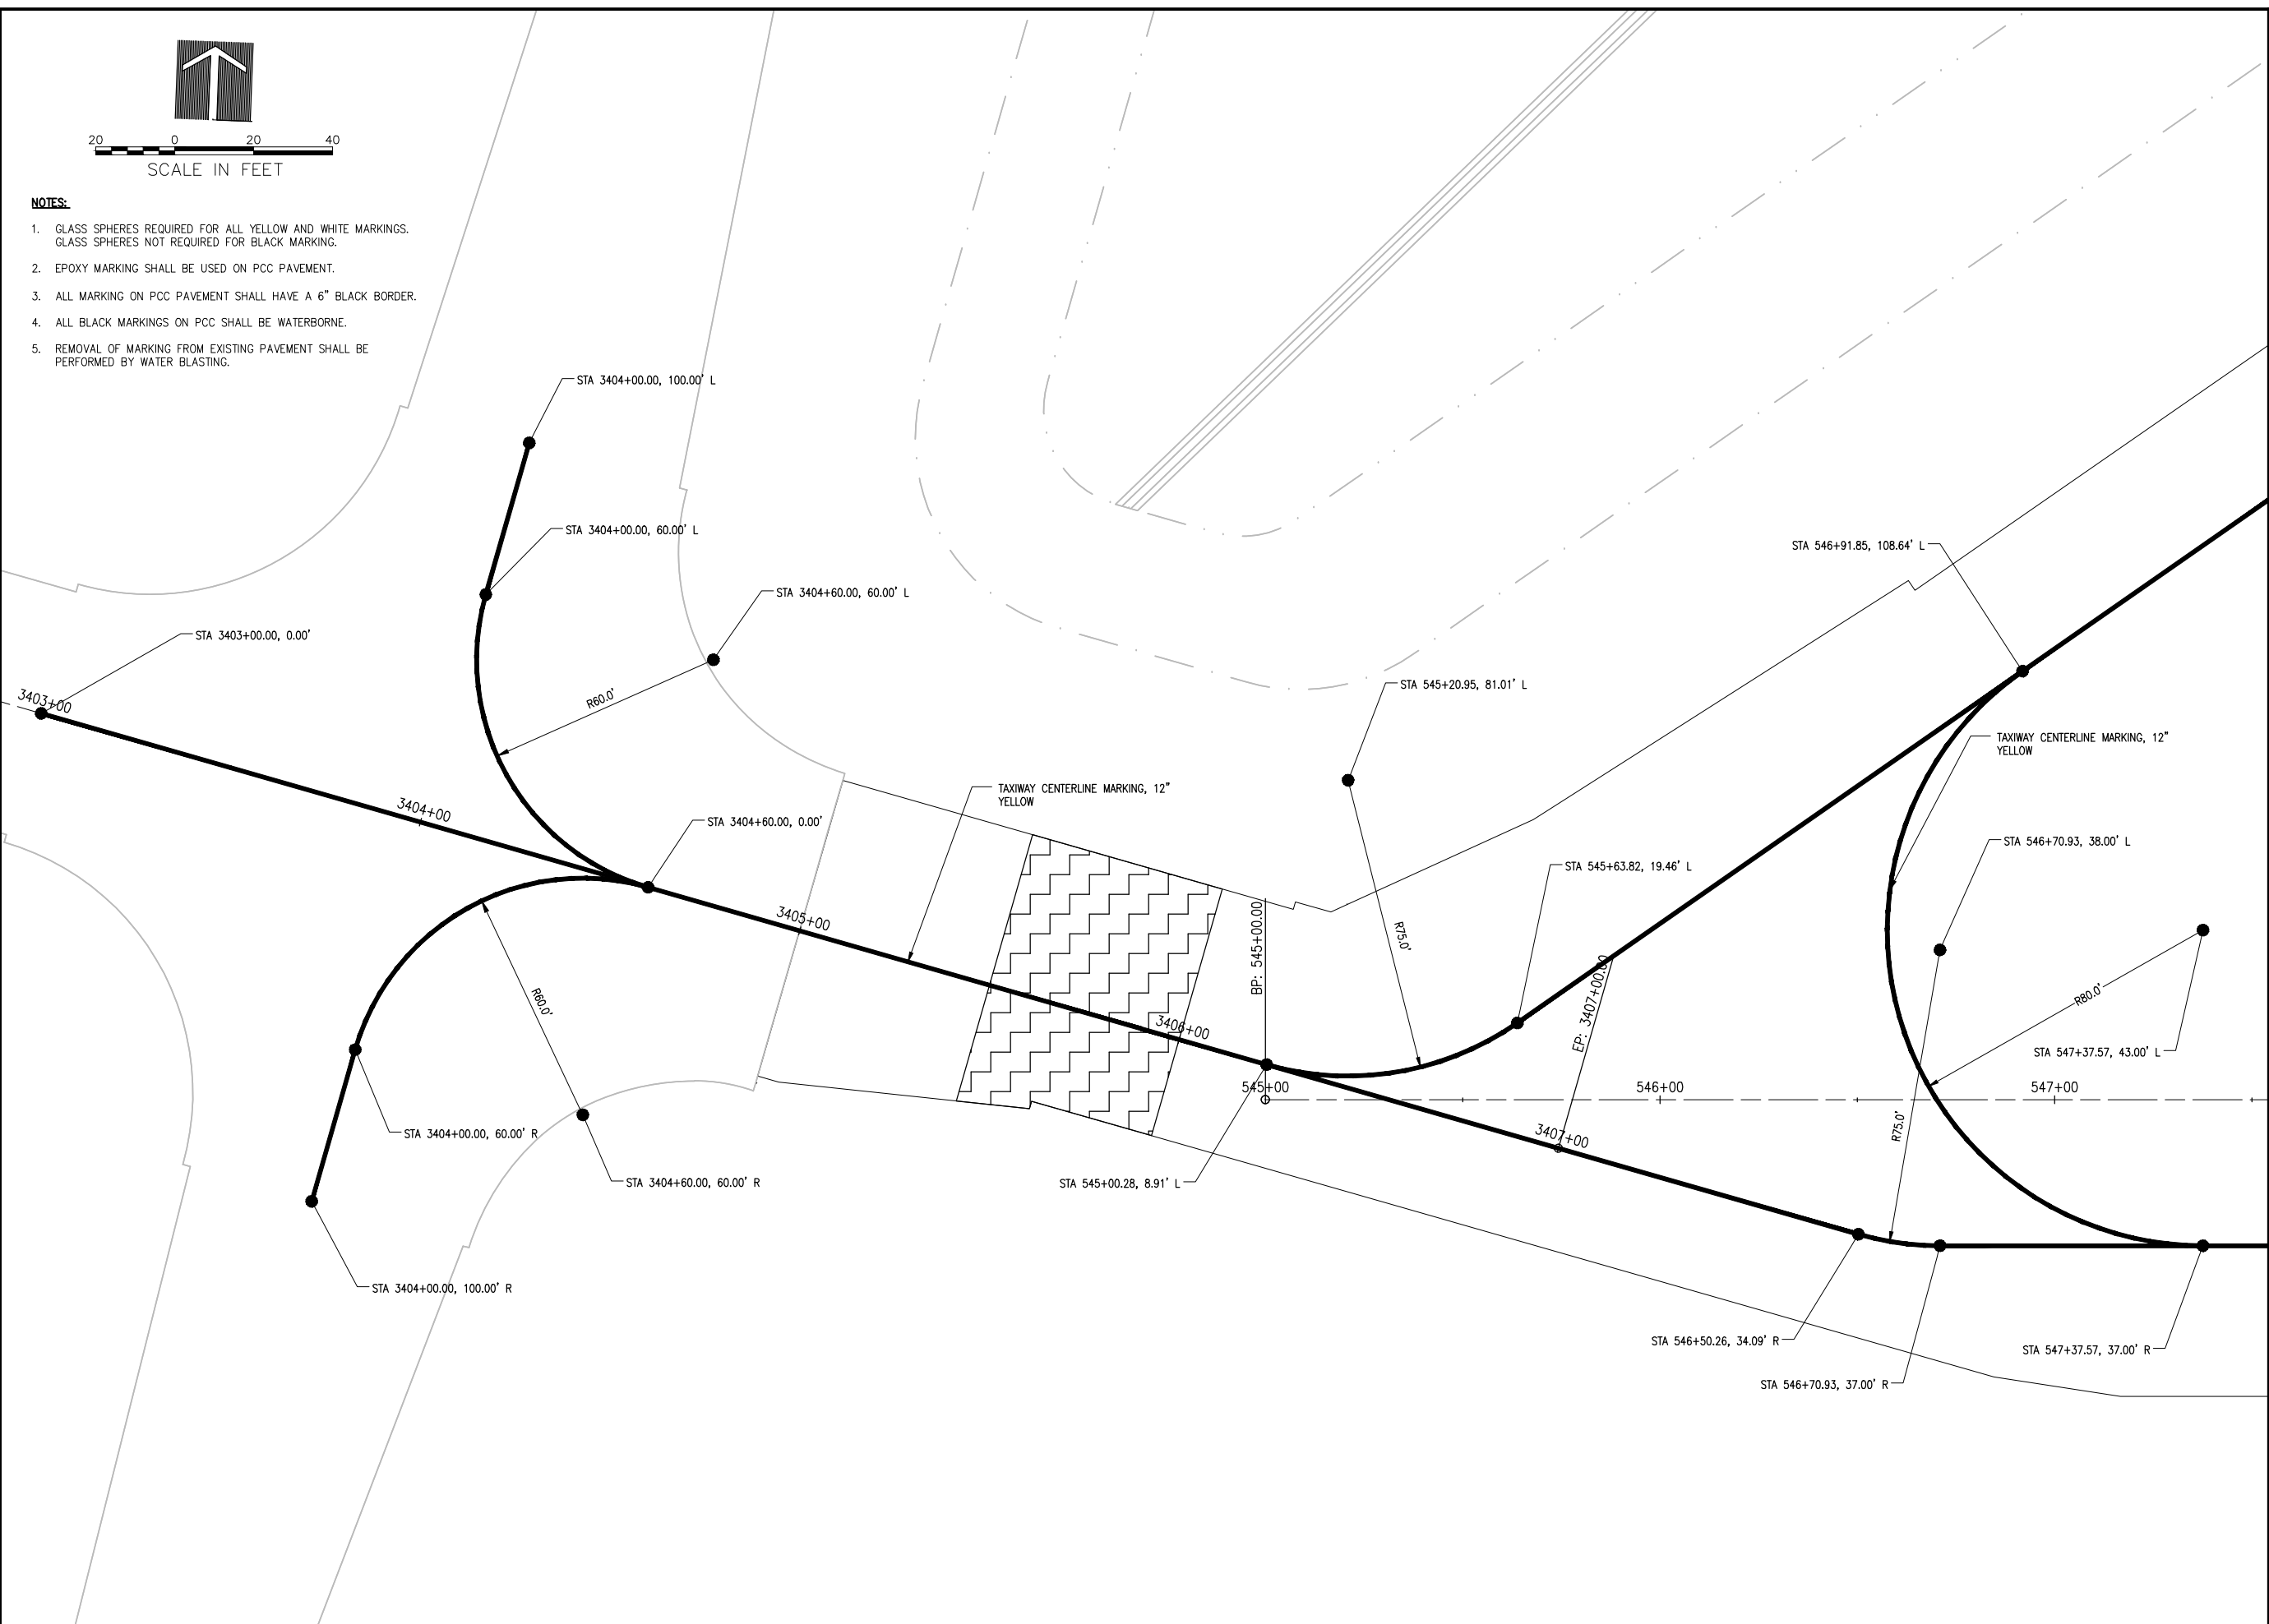 20 0 20 40
SCALE IN FEET
NOTES:
1. GLASS SPHERES REQUIRED FOR ALL YELLOW AND WHITE MARKINGS.
GLASS SPHERES NOT REQUIRED FOR BLACK MARKING.
2. EPOXY MARKING SHALL BE USED ON PCC PAVEMENT.
3. ALL MARKING ON PCC PAVEMENT SHALL HAVE A 6" BLACK BORDER.
4. ALL BLACK MARKINGS ON PCC SHALL BE WATERBORNE.
5. REMOVAL OF MARKING FROM EXISTING PAVEMENT SHALL BE
PERFORMED BY WATER BLASTING.
STA 3404+00.00, 100.00' L
STA 3404+00.00, 60.00' L
STA 546+91.85, 108.64' L
STA 3404+60.00, 60.00' L
STA 3403+00.00, 0.00'
STA 545+20.95, 81.01' L
3403+00
R60.0'
TAXIWAY CENTERLINE MARKING, 12"
YELLOW
TAXIWAY CENTERLINE MARKING, 12"
YELLOW
3404+00
STA 3404+60.00, 0.00'
STA 546+70.93, 38.00' L
STA 545+63.82, 19.46' L
3405+00
BP: 545+00.00
R75.0'
R60.0'
EP: 3407+00.00
R80.0'
3406+00
STA 547+37.57, 43.00' L
545+00
546+00
547+00
R75.0'
STA 3404+00.00, 60.00' R
3407+00
STA 3404+60.00, 60.00' R
STA 545+00.28, 8.91' L
STA 3404+00.00, 100.00' R
STA 546+50.26, 34.09' R
STA 547+37.57, 37.00' R
STA 546+70.93, 37.00' R